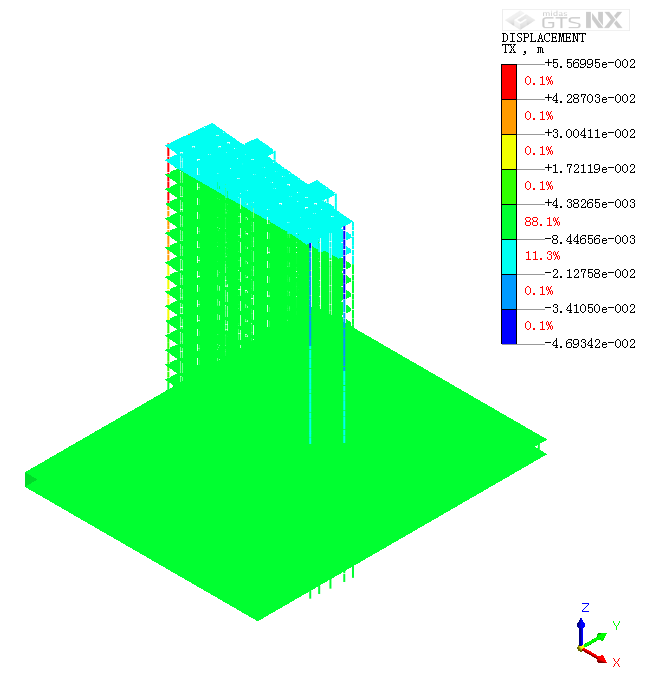 midas
GTS NX
DISPLACEMENT
TX , m
+5.56995e-002
0.1%
+4.28703e-002
0.1%
+3.00411e-002
0.1%
+1.72119e-002
0.1%
+4.38265e-003
88.1%
-8.44656e-003
11.3%
-2.12758e-002
0.1%
-3.41050e-002
0.1%
-4.69342e-002
Z
Y
X